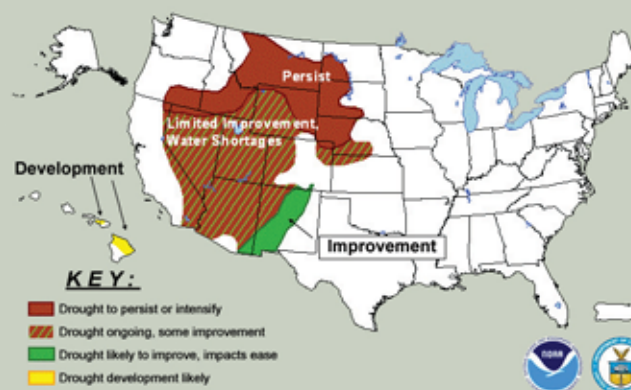 Persist
Limited Improvement,
Water Shortages
Development
Improvement
KEY:
Drought to persist or intensify
Drought ongoing, some improvement
Drought likely to improve, impacts ease
Drought development likely
NOAA